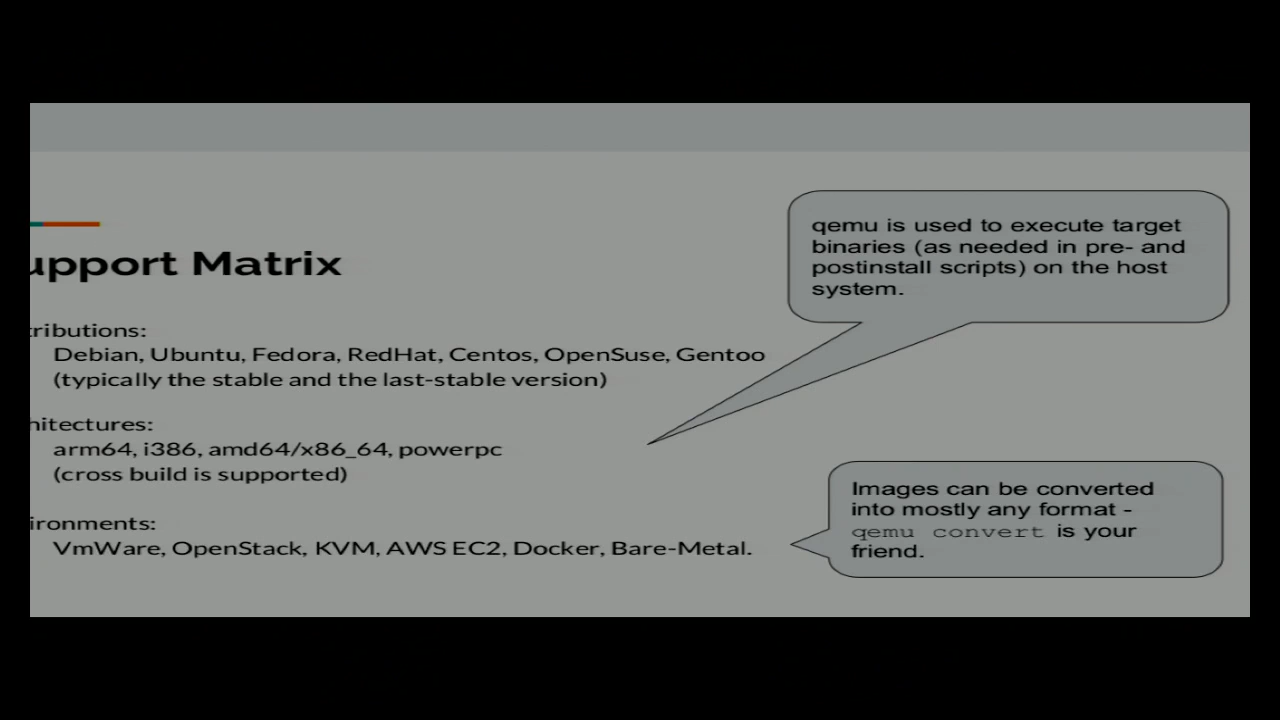 upport Matrix
tributions:
Debian, Ubuntu, Fedora, RedHat, Centos, OpenSuse, Gentoo
(typically the stable and the last-stable version)
hitectures:
arm64, i386, amd64/x86_64, powerpc
(cross build is supported)
ironments:
VmWare, OpenStack, KVM, AWS EC2, Docker, Bare-Metal.
qemu is used to execute target
binaries (as needed in pre- and
postinstall scripts) on the host
system.
Images can be converted
into mostly any format -
qemu convert is your
friend.